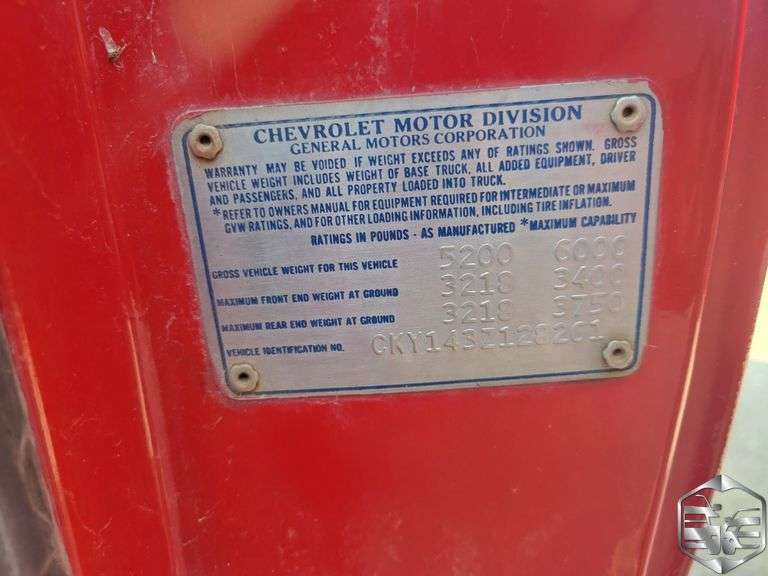 CHEVROLET MOTOR DIVISION
GENERAL MOTORS CORPORATION
WARRANTY MAY BE VOIDED IF WEIGHT EXCEEDS ANY OF RATINGS SHOWN. GROSS
VEHICLE WEIGHT INCLUDES WEIGHT OF BASE TRUCK, ALL ADDED EQUIPMENT, DRIVER
AND PASSENGERS, AND ALL PROPERTY LOADED INTO TRUCK.
*REFER TO OWNERS MANUAL FOR EQUIPMENT REQUIRED FOR INTERMEDIATE OR MAXIMUM
GVW RATINGS, AND FOR OTHER LOADING INFORMATION, INCLUDING TIRE INFLATION.
RATINGS IN POUNDS - AS MANUFACTURED *MAXIMUM CAPABILITY
GROSS VEHICLE WEIGHT FOR THIS VEHICLE 5200 6000
MAXIMUM FRONT END WEIGHT AT GROUND 3218 3400
MAXIMUM REAR END WEIGHT AT GROUND 3218 3750
VEHICLE IDENTIFICATION NO. CKY143Z128201